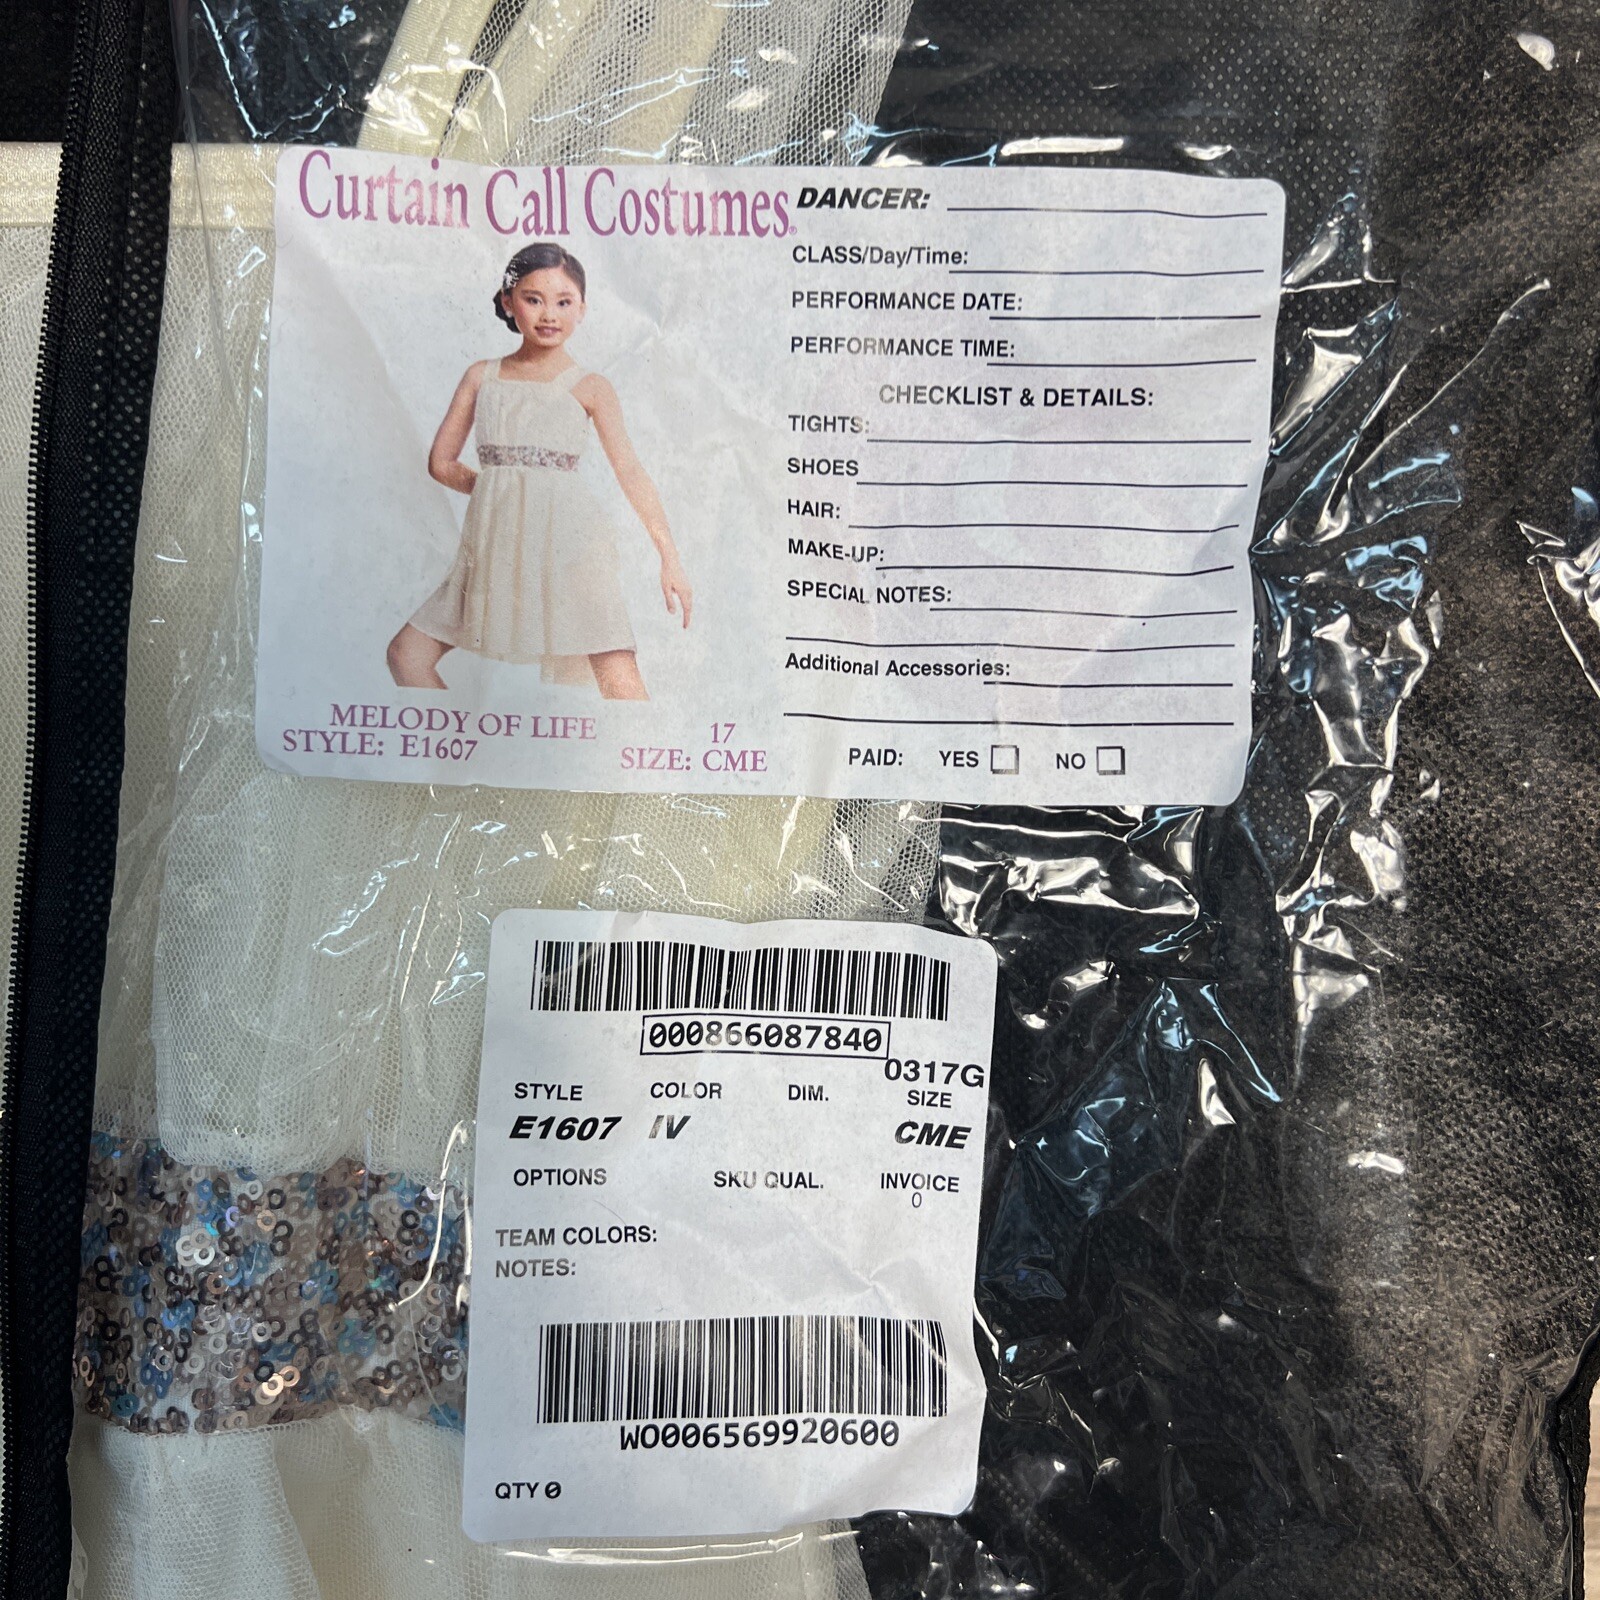 Curtain Call Costumes®
DANCER:
CLASS/Day/Time:
PERFORMANCE DATE:
PERFORMANCE TIME:
CHECKLIST & DETAILS:
TIGHTS:
SHOES
HAIR:
MAKE-UP:
SPECIAL NOTES:
Additional Accessories:
PAID: YES NO
MELODY OF LIFE 17
STYLE: E1607 SIZE: CME
000866087840
0317G
STYLE COLOR DIM. SIZE
E1607 IV CME
OPTIONS SKU QUAL. INVOICE
0
TEAM COLORS:
NOTES:
WO006569920600
QTY 0